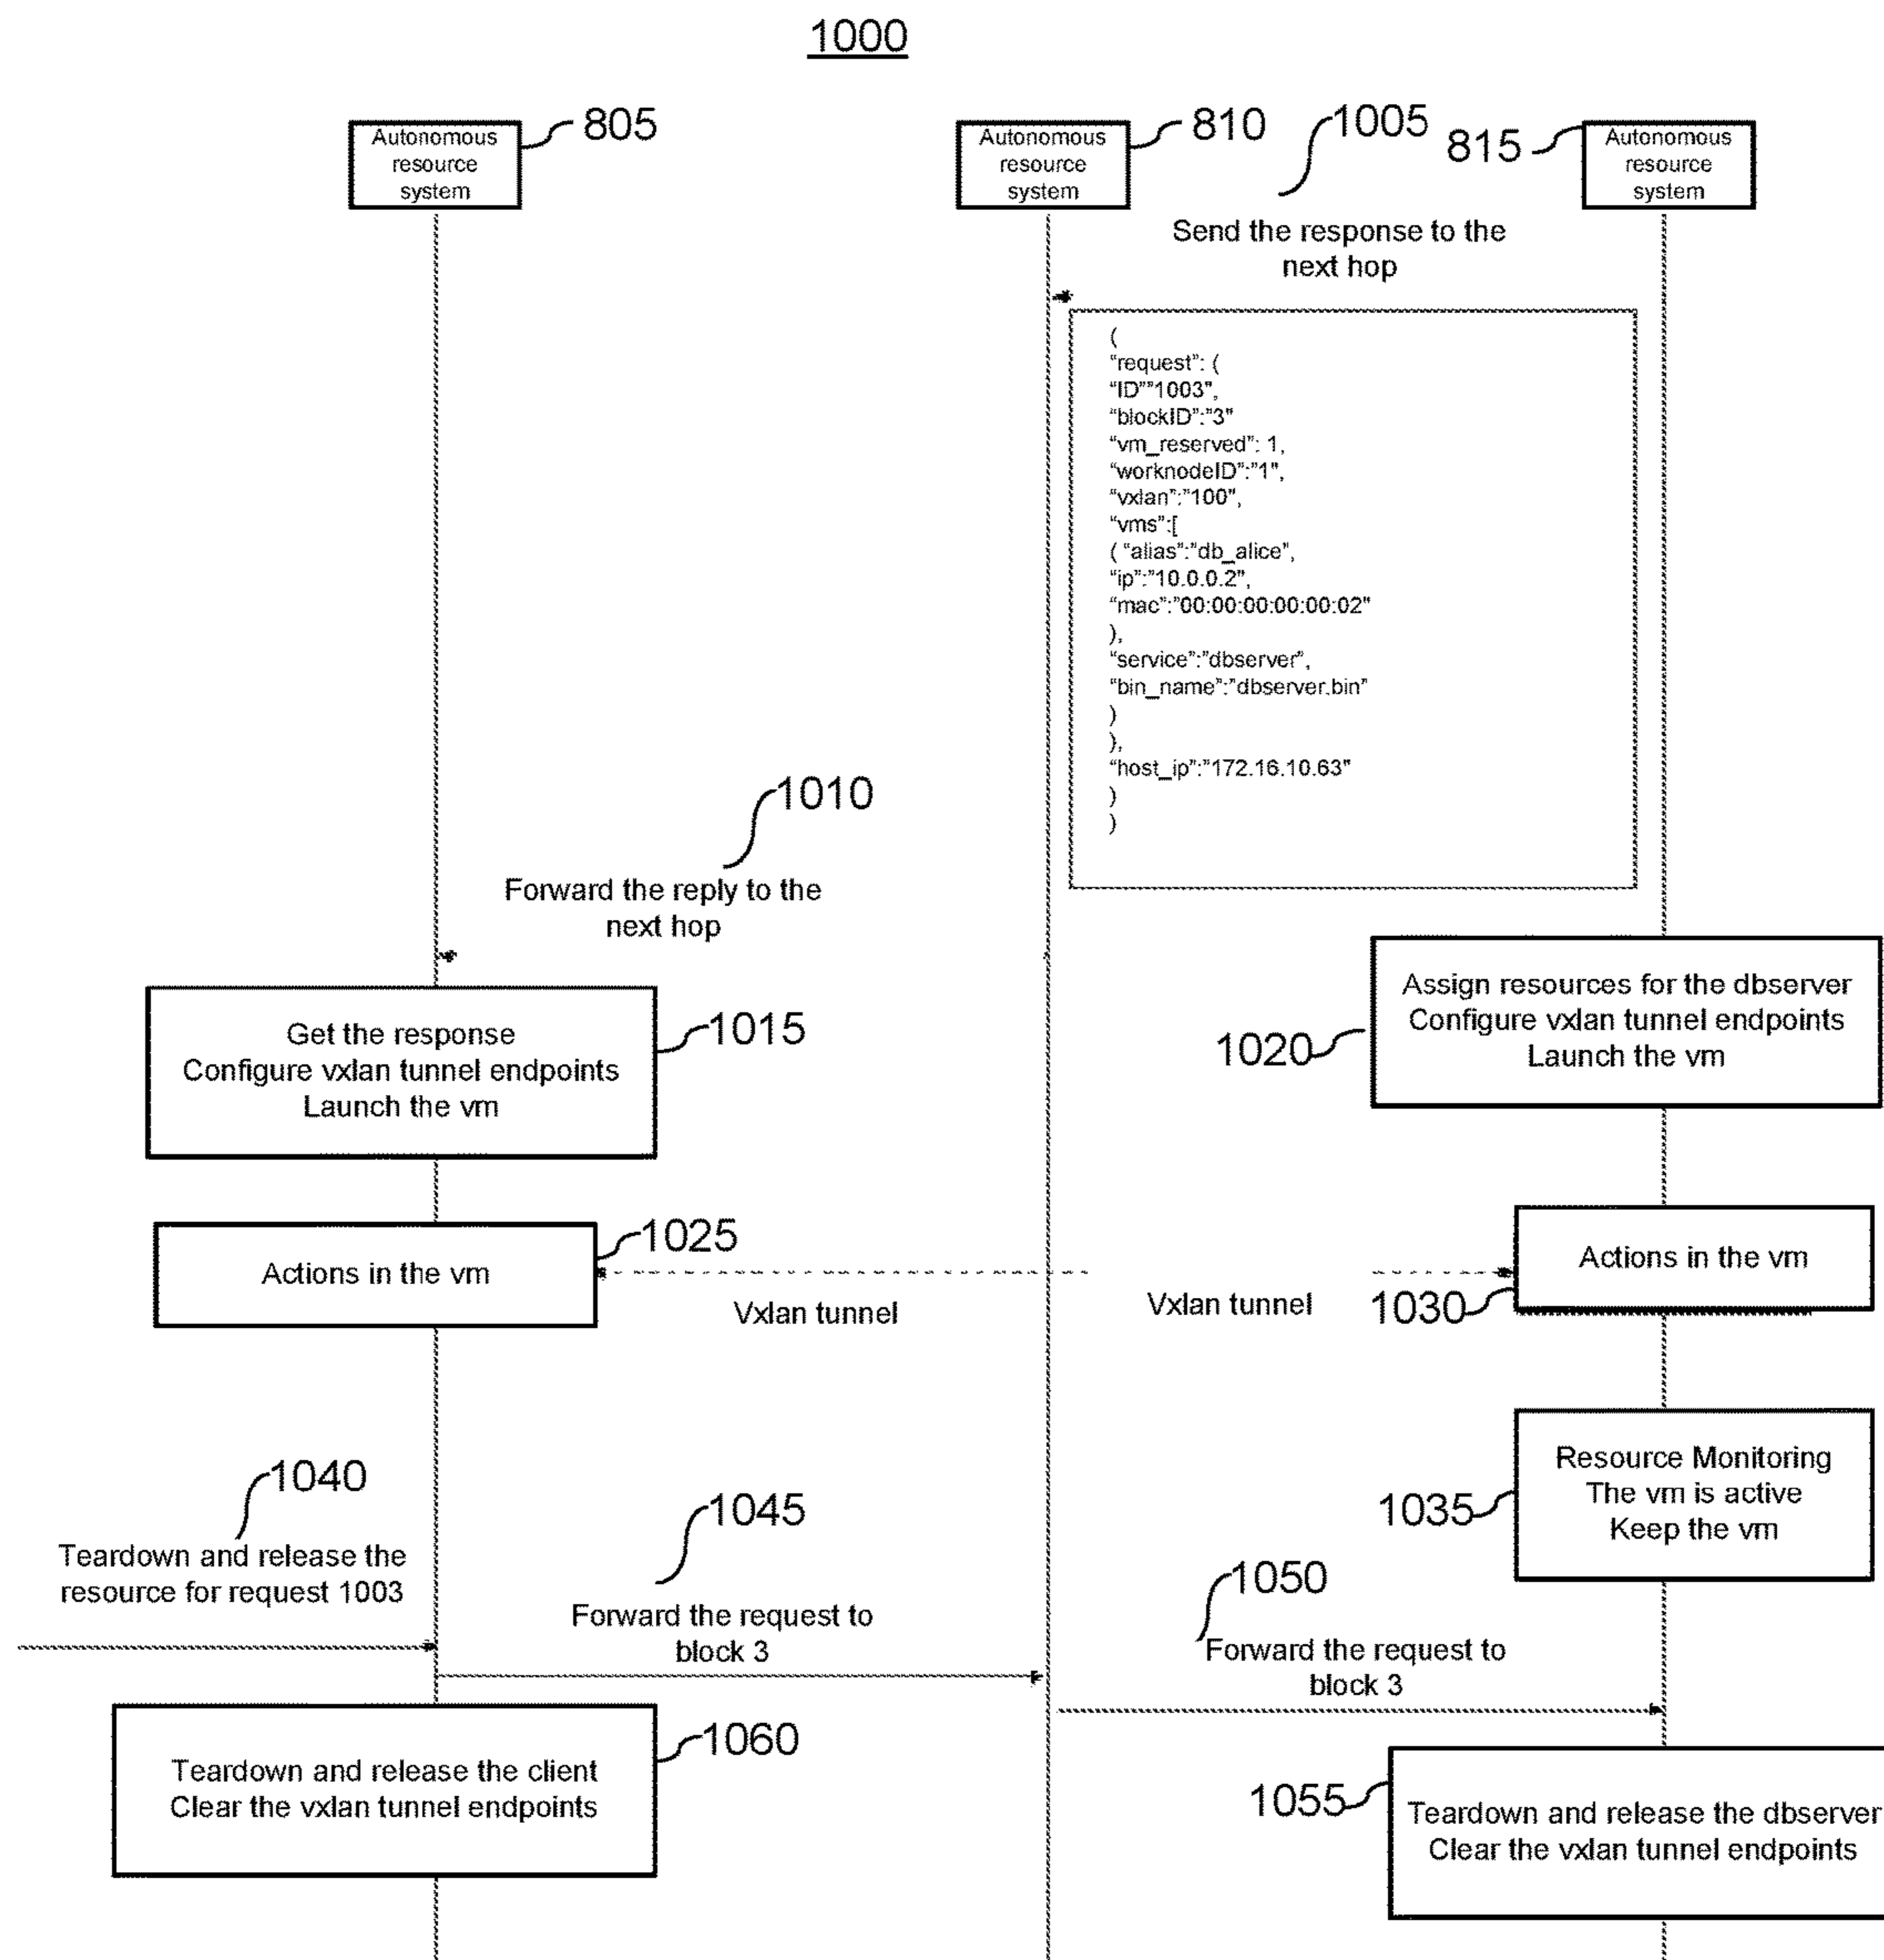 1000
Autonomous
resource
system
805
Autonomous
resource
system
810
1005
815
Autonomous
resource
system
Send the response to the
next hop
(
“request”: (
“ID””1003”,
“blockID”:”3”
“vm_reserved”: 1,
“worknodeID”:”1”,
“vxlan”:”100”,
“vms”:[
( “alias”:”db_alice”,
“ip”:”10.0.0.2”,
“mac”:”00:00:00:00:00:02”
),
“service”:”dbserver”,
“bin_name”:”dbserver.bin”
)
),
“host_ip”:”172.16.10.63”
)
)
1010
Forward the reply to the
next hop
Get the response
Configure vxlan tunnel endpoints
Launch the vm
1015
1020
Assign resources for the dbserver
Configure vxlan tunnel endpoints
Launch the vm
Actions in the vm
1025
Vxlan tunnel
Vxlan tunnel
1030
Actions in the vm
1035
Resource Monitoring
The vm is active
Keep the vm
1040
Teardown and release the
resource for request 1003
1045
Forward the request to
block 3
1050
Forward the request to
block 3
Teardown and release the client
Clear the vxlan tunnel endpoints
1060
1055
Teardown and release the dbserver
Clear the vxlan tunnel endpoints